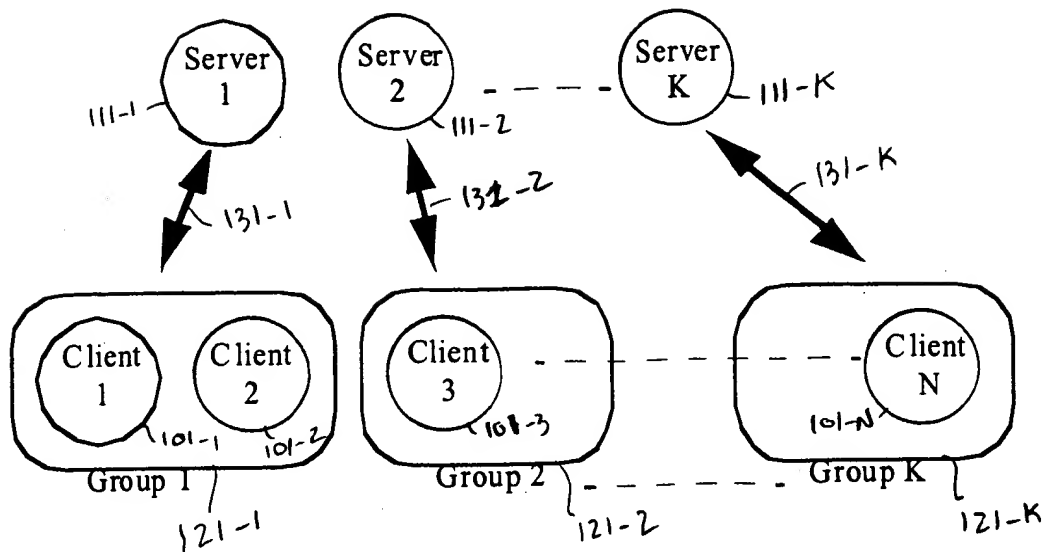 Server
1
Server
2
Server
K
111-1
111-2
111-K
131-1
131-2
131-K
Client
1
Client
2
Client
3
Client
N
101-1
101-2
101-3
101-N
Group 1
Group 2
Group K
121-1
121-2
121-K